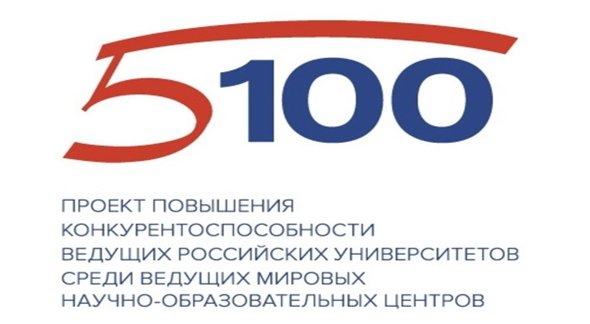 5100
ПРОЕКТ ПОВЫШЕНИЯ
КОНКУРЕНТОСПОСОБНОСТИ
ВЕДУЩИХ РОССИЙСКИХ УНИВЕРСИТЕТОВ
СРЕДИ ВЕДУЩИХ МИРОВЫХ
НАУЧНО-ОБРАЗОВАТЕЛЬНЫХ ЦЕНТРОВ